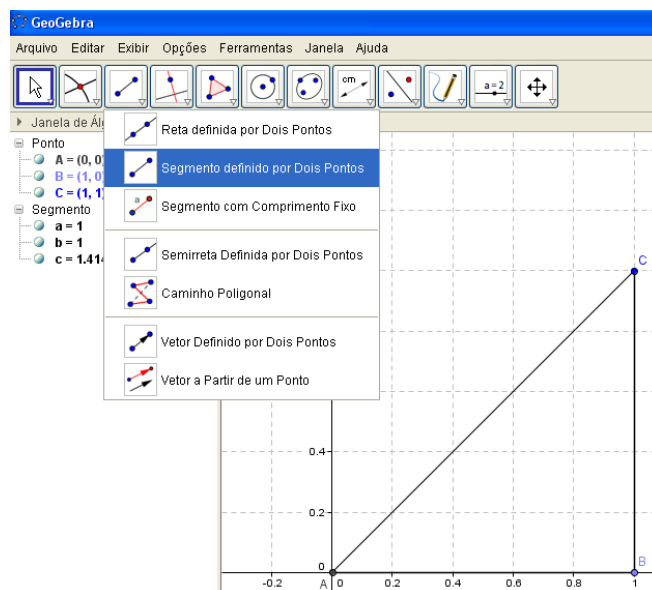 GeoGebra
Arquivo Editar Exibir Opções Ferramentas Janela Ajuda
cm
a=2
Janela de Ál
Ponto
A = (0, 0)
B = (1, 0)
C = (1, 1)
Segmento
a = 1
b = 1
c = 1.414
Reta definida por Dois Pontos
Segmento definido por Dois Pontos
a
Segmento com Comprimento Fixo
Semirreta Definida por Dois Pontos
Caminho Poligonal
Vetor Definido por Dois Pontos
Vetor a Partir de um Ponto
C
0.4
0.2
0
B
-0.2 A 0 0.2 0.4 0.6 0.8 1